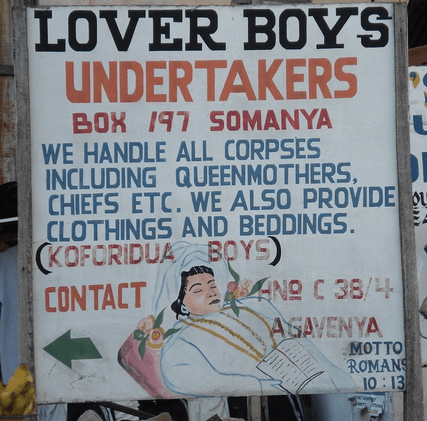 LOVER BOYS
UNDERTAKERS
BOX 197 SOMANYA
WE HANDLE ALL CORPSES
INCLUDING QUEENMOTHERS,
CHIEFS ETC. WE ALSO PROVIDE
CLOTHINGS AND BEDDINGS.
(KOFORIDUA BOYS)
CONTACT HNO C 38/4
AGAVENYA
MOTTO
ROMANS
10:13